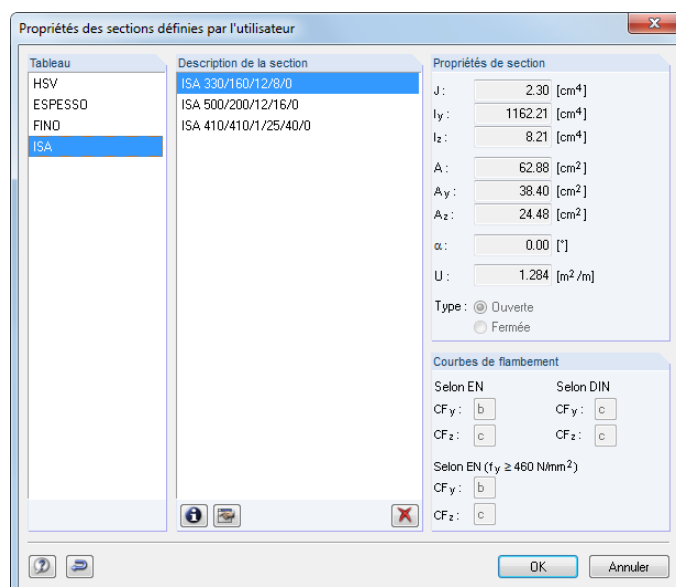 Propriétés des sections définies par l'utilisateur
Tableau
HSV
ESPESSO
FINO
ISA
Description de la section
ISA 330/160/12/8/0
ISA 500/200/12/16/0
ISA 410/410/1/25/40/0
Propriétés de section
J : 2.30 [cm4]
Iy : 1162.21 [cm4]
Iz : 8.21 [cm4]
A : 62.88 [cm2]
Ay : 38.40 [cm2]
Az : 24.48 [cm2]
α : 0.00 [°]
U : 1.284 [m2/m]
Type : Ouverte
Fermée
Courbes de flambement
Selon EN Selon DIN
CFy : b CFy : c
CFz : c CFz : c
Selon EN (fy ≥ 460 N/mm2)
CFy : b
CFz : c
OK Annuler